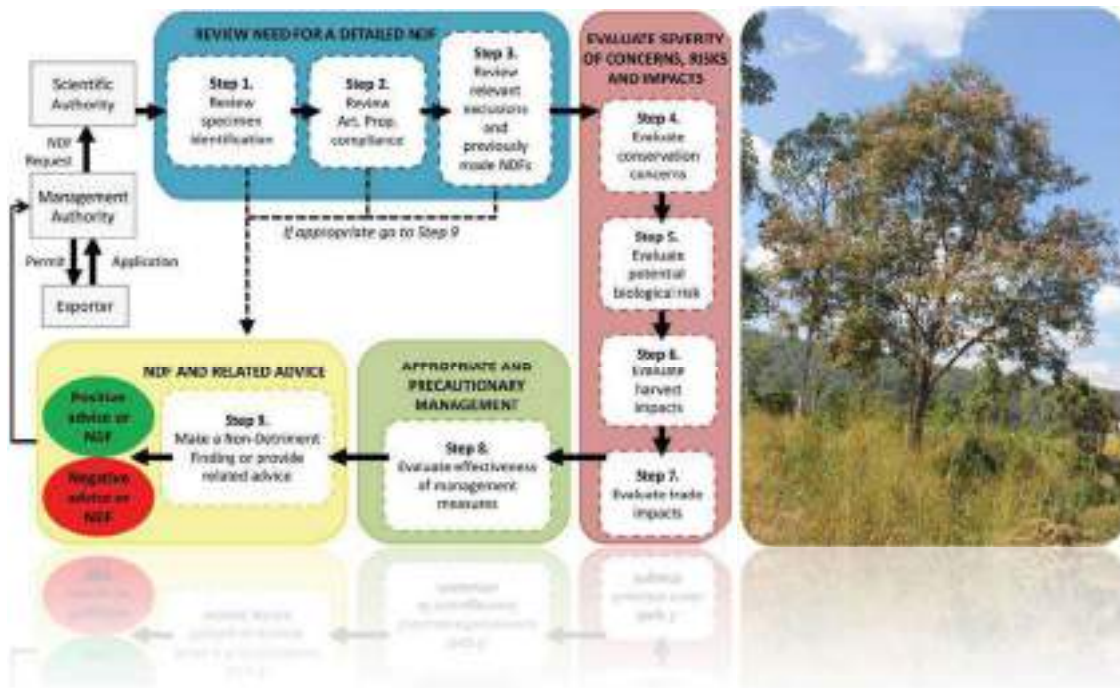 REVIEW NEED FOR A DETAILED NDF
Scientific
Authority
NDF
Request
Management
Authority
Permit
Application
Exporter
Step 1.
Review
specimen
identification
Step 2.
Review
Art. Prop.
compliance
Step 3.
Review
relevant
exclusions
and
previously
made NDFs
If appropriate go to Step 9
EVALUATE SEVERITY
OF CONCERNS, RISKS
AND IMPACTS
Step 4.
Evaluate
conservation
concerns
Step 5.
Evaluate
potential
biological risk
Step 6.
Evaluate
harvest
impacts
Step 7.
Evaluate trade
impacts
APPROPRIATE AND
PRECAUTIONARY
MANAGEMENT
Step 8.
Evaluate effectiveness
of management
measures
NDF AND RELATED ADVICE
Step 9.
Make a Non-Detriment
Finding or provide
related advice
Positive
advice or
NDF
Negative
advice or
NDF